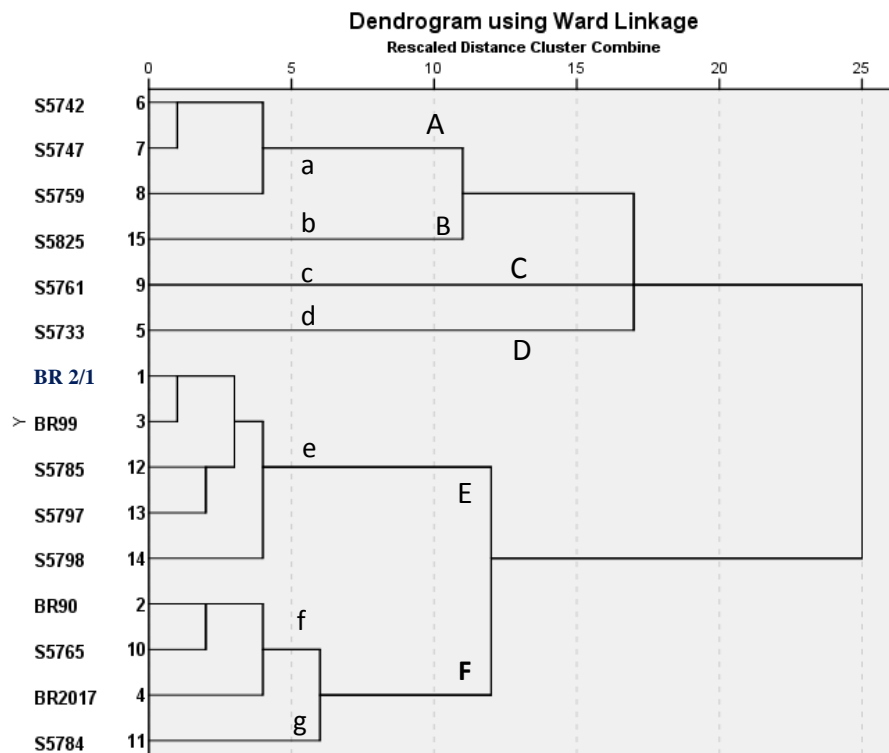 Dendrogram using Ward Linkage
Rescaled Distance Cluster Combine
0 5 10 15 20 25
S5742 6
A
S5747 7
a
S5759 8
b B
S5825 15
c C
S5761 9
d
S5733 5
D
BR 2/1 1
Y BR99 3
e
S5785 12
E
S5797 13
S5798 14
BR90 2
f
S5765 10
F
BR2017 4
g
S5784 11